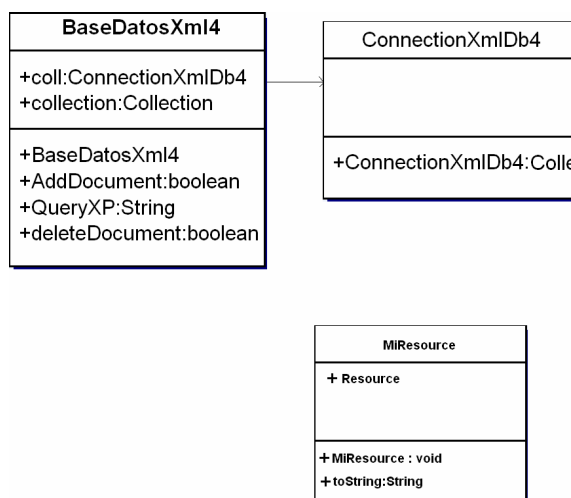 BaseDatosXml4
+coll:ConnectionXmlDb4
+collection:Collection
+BaseDatosXml4
+AddDocument:boolean
+QueryXP:String
+deleteDocument:boolean
ConnectionXmlDb4
+ConnectionXmlDb4:Colle
MiResource
+ Resource
+ MiResource : void
+ toString:String